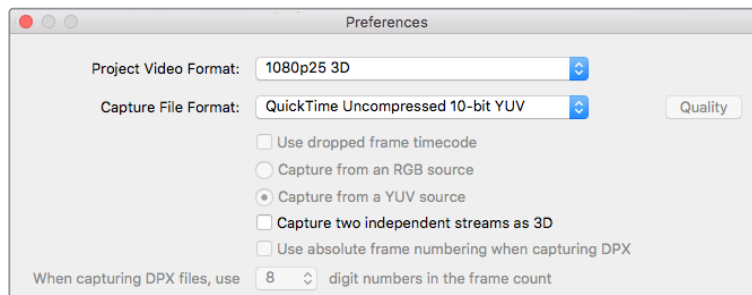 Preferences
Project Video Format: 1080p25 3D
Capture File Format: QuickTime Uncompressed 10-bit YUV Quality
Use dropped frame timecode
Capture from an RGB source
Capture from a YUV source
Capture two independent streams as 3D
Use absolute frame numbering when capturing DPX
When capturing DPX files, use 8 digit numbers in the frame count